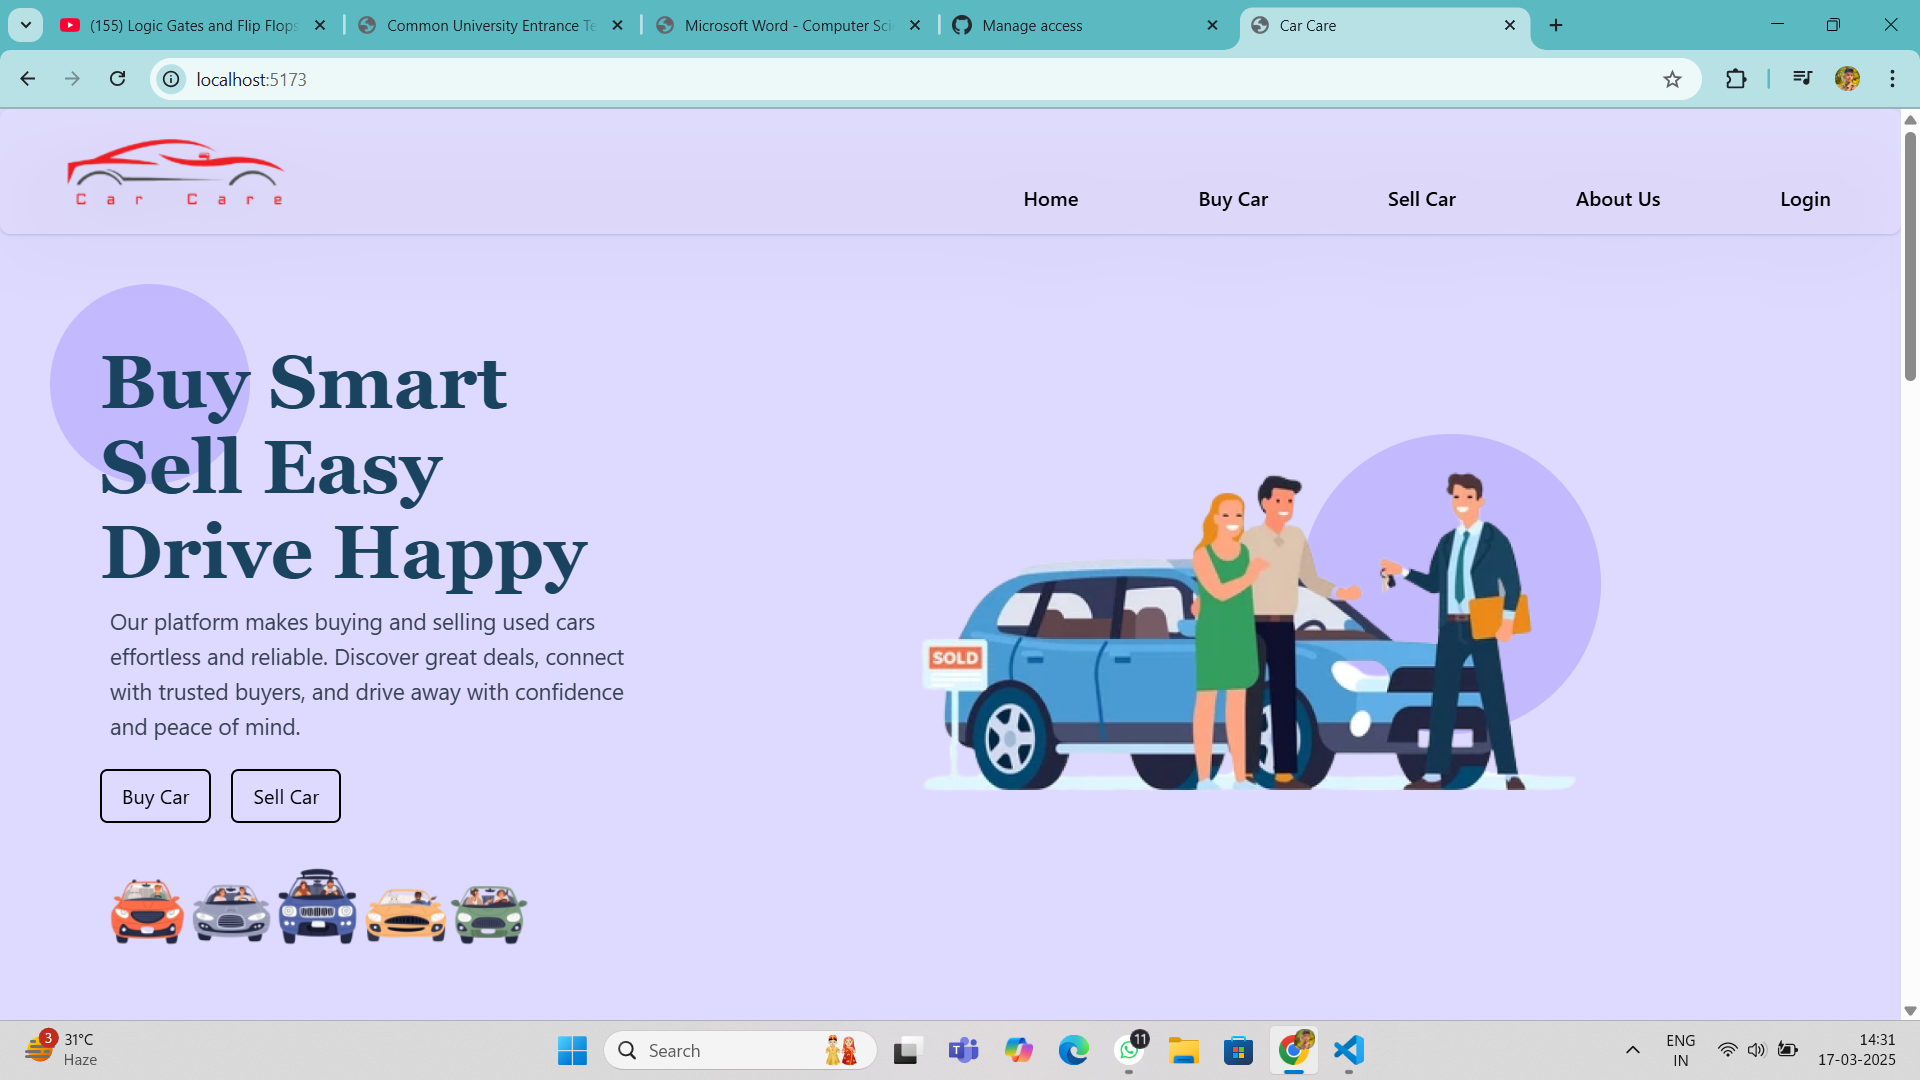 (155) Logic Gates and Flip Flops
Common University Entrance Te
Microsoft Word - Computer Sci
Manage access
Car Care
localhost:5173
Car Care
Home
Buy Car
Sell Car
About Us
Login
Buy Smart
Sell Easy
Drive Happy
Our platform makes buying and selling used cars
effortless and reliable. Discover great deals, connect
with trusted buyers, and drive away with confidence
and peace of mind.
Buy Car
Sell Car
SOLD
3
31°C
Haze
Search
11
ENG
IN
14:31
17-03-2025